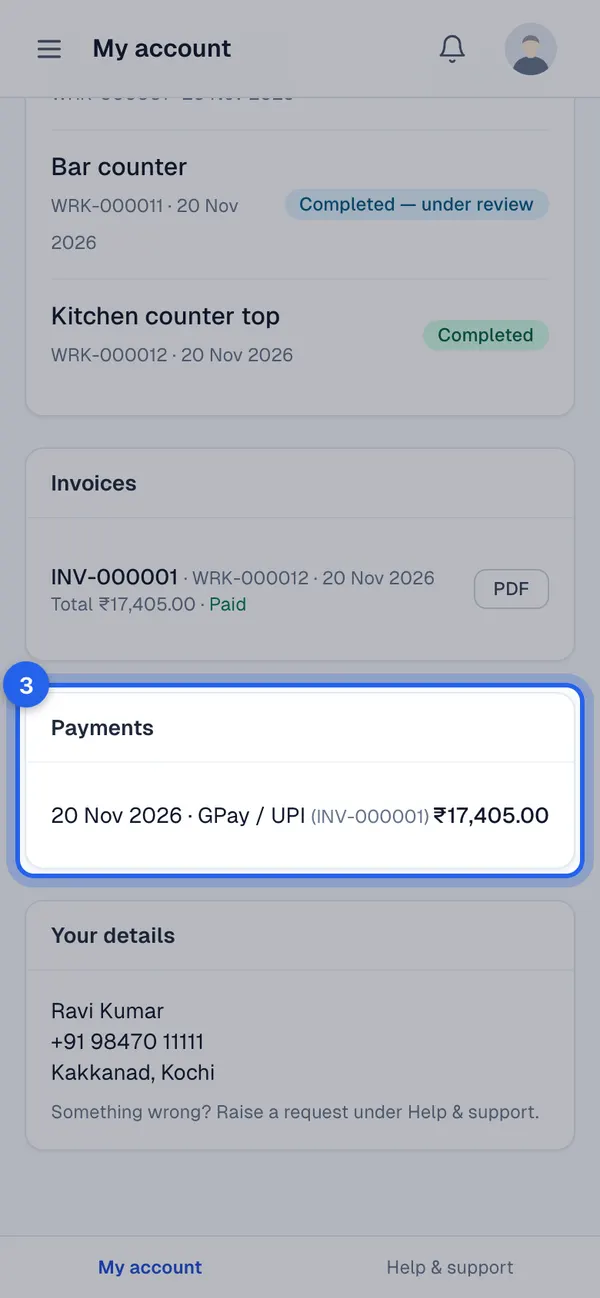 My account
Bar counter
WRK-000011 · 20 Nov
2026
Completed — under review
Kitchen counter top
WRK-000012 · 20 Nov 2026
Completed
Invoices
INV-000001 · WRK-000012 · 20 Nov 2026
Total ₹17,405.00 · Paid
PDF
3
Payments
20 Nov 2026 · GPay / UPI (INV-000001) ₹17,405.00
Your details
Ravi Kumar
+91 98470 11111
Kakkanad, Kochi
Something wrong? Raise a request under Help & support.
My account
Help & support